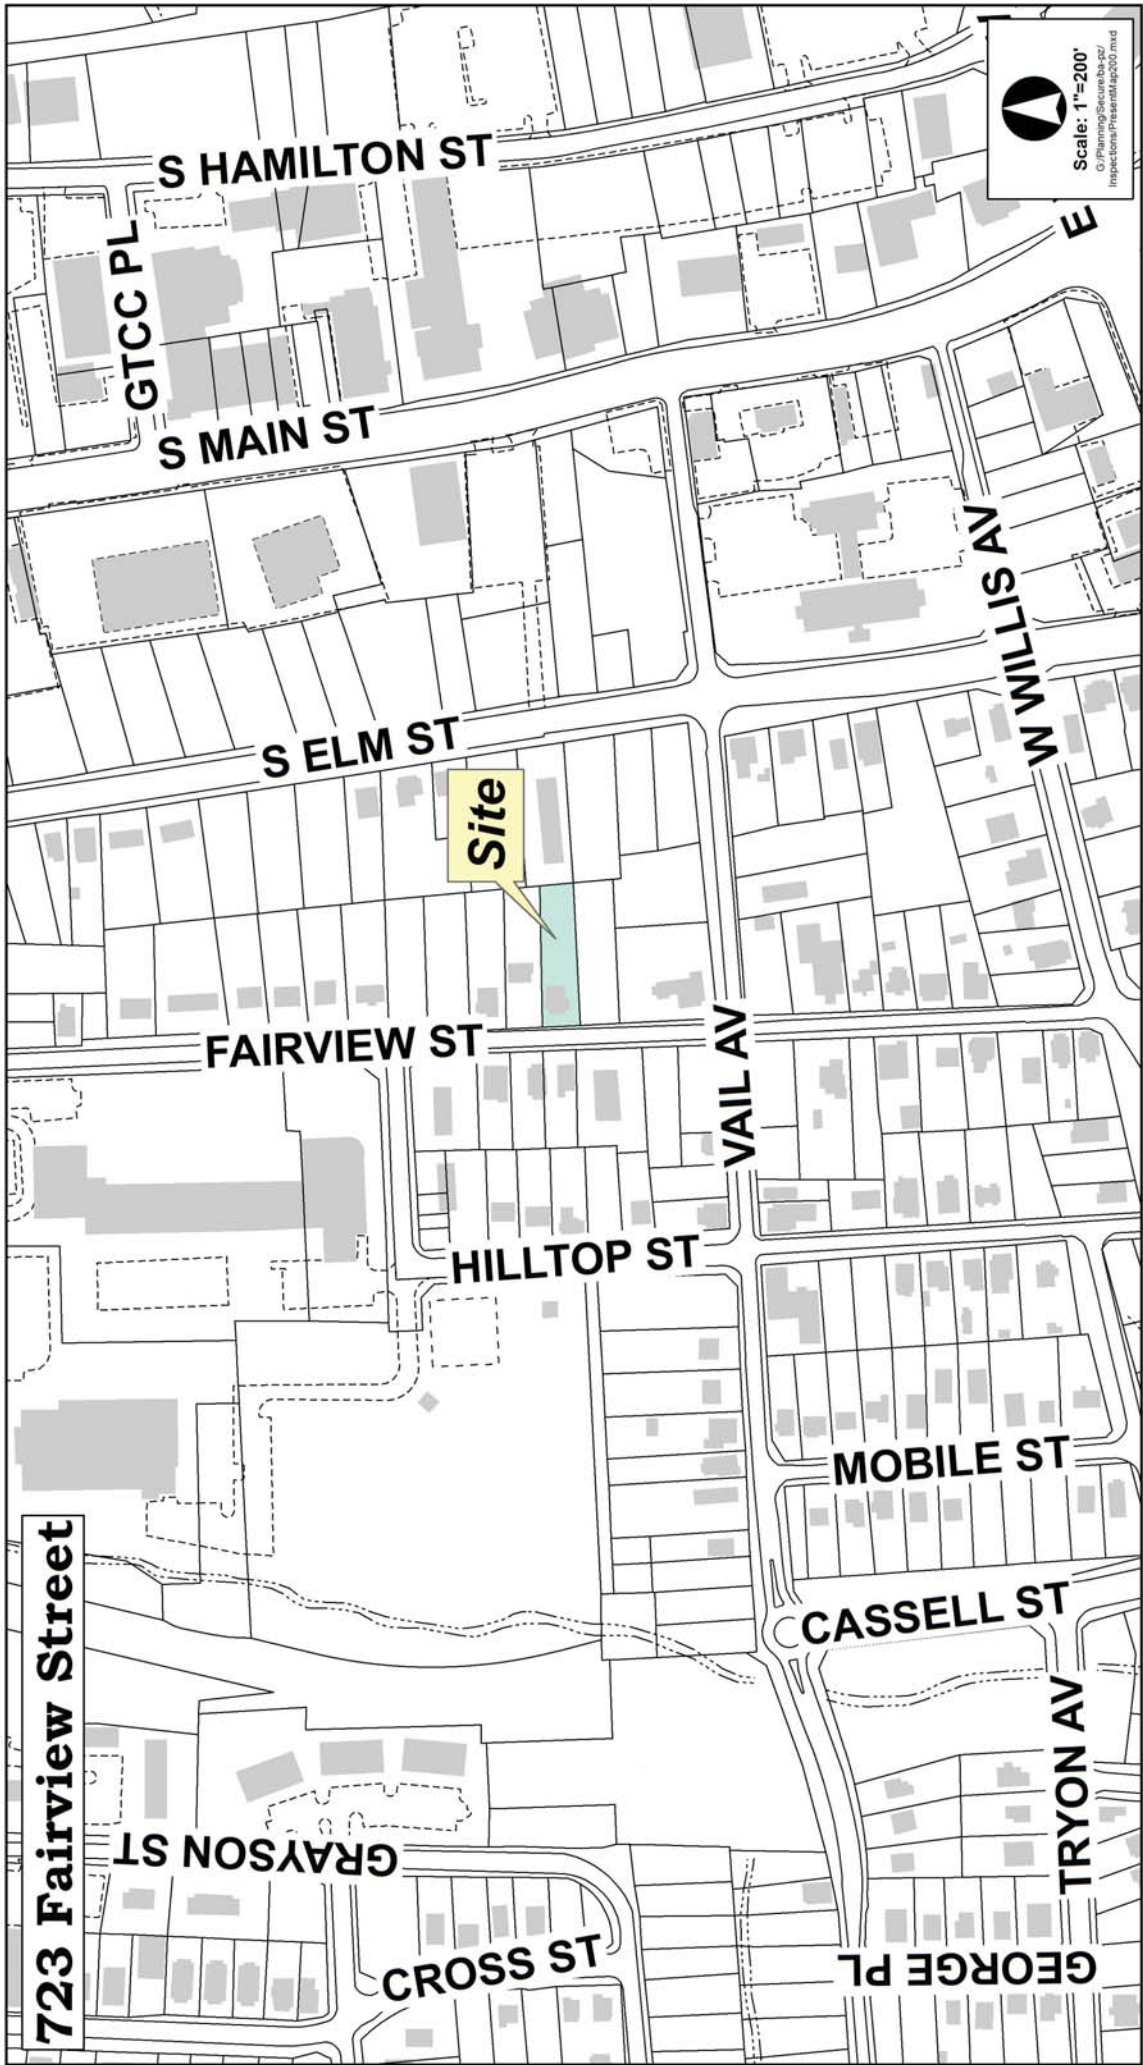 723 Fairview Street
GRAYSON ST
CROSS ST
GEORGE PL
TRYON AV
CASSELL ST
MOBILE ST
HILLTOP ST
VAIL AV
FAIRVIEW ST
Site
S ELM ST
W WILLIS AV
S MAIN ST
GTCC PL
S HAMILTON ST
E
Scale: 1"=200'
G:/Planning/Secure/ba-pz/
Inspections/PresentMap200.mxd